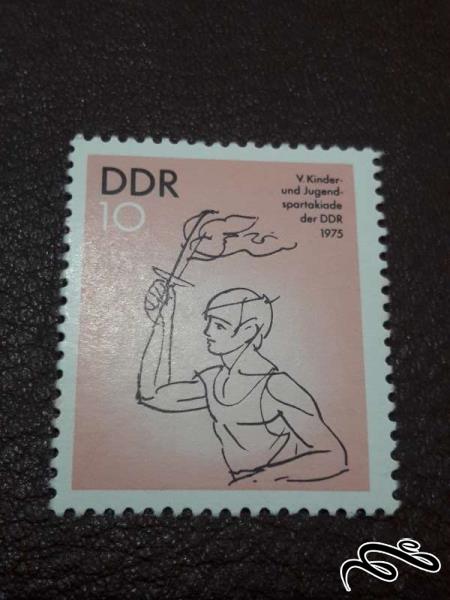 DDR
10
V. Kinder-
und Jugend-
spartakiade
der DDR
1975